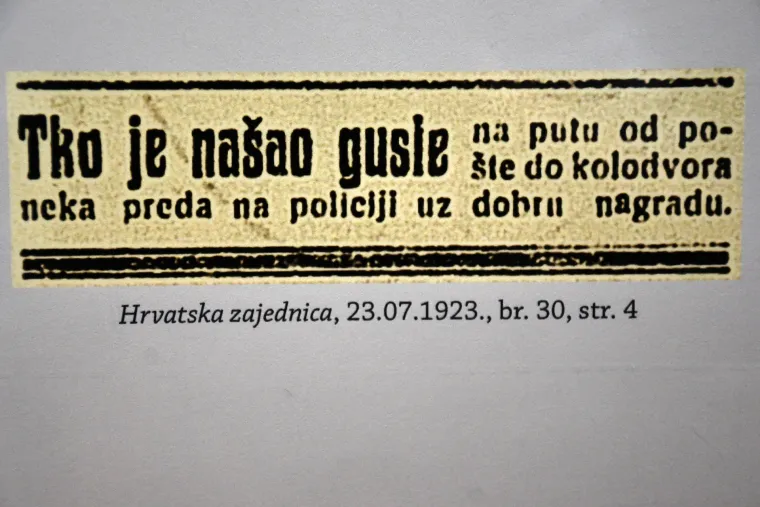 Tko je našao gusle na putu od po-
šte do kolodvora
neka preda na policiji uz dobru nagradu.
Hrvatska zajednica, 23.07.1923., br. 30, str. 4